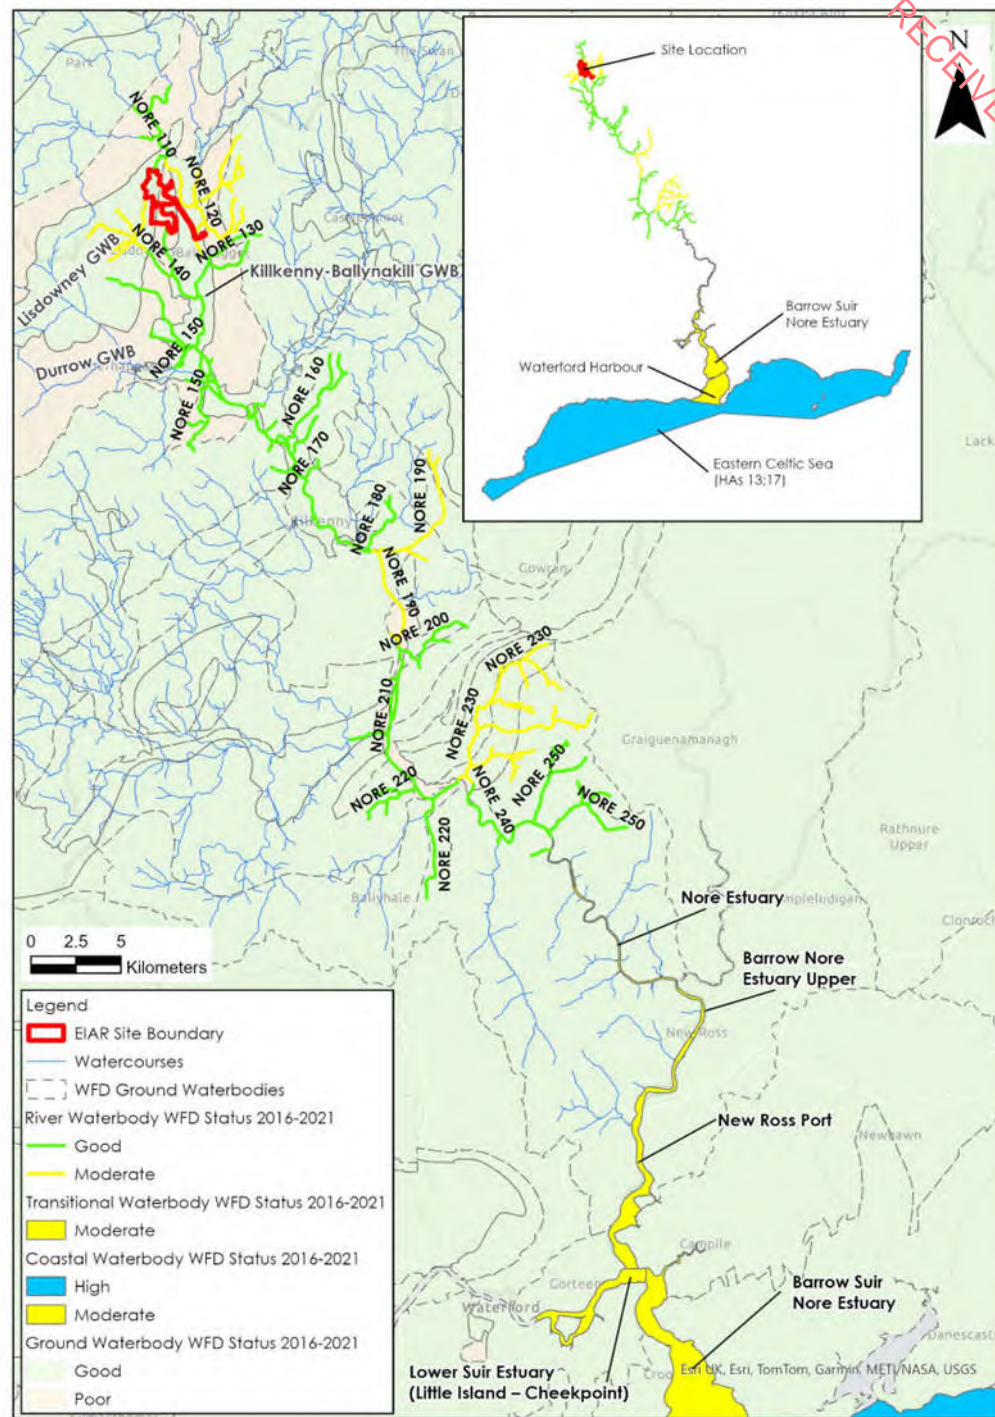 RECEIVE
N
Site Location
Barrow Suir
Nore Estuary
Waterford Harbour
Eastern Celtic Sea
(HAs 13;17)
Park
The Swan
NORE_110
NORE_120
NORE_130
NORE_140
Lisdowney GWB
Killkenny-Ballynakill GWB
Durrow GWB
NORE_150
NORE_150
NORE_160
NORE_170
NORE_180
NORE_190
Kilkenny
NORE_190
Gowran
NORE_200
NORE_210
NORE_230
NORE_230
Graiguenamanagh
NORE_220
NORE_240
NORE_250
NORE_250
NORE_220
Ballyhale
Rathnure
Upper
Nore Estuary
Barrow Nore
Estuary Upper
New Ross
New Ross Port
Newbawn
Campile
Gorteen
Waterford
Barrow Suir
Nore Estuary
Lower Suir Estuary
(Little Island – Cheekpoint)
0 2.5 5
Kilometers
Legend
EIAR Site Boundary
Watercourses
WFD Ground Waterbodies
River Waterbody WFD Status 2016-2021
Good
Moderate
Transitional Waterbody WFD Status 2016-2021
Moderate
Coastal Waterbody WFD Status 2016-2021
High
Moderate
Ground Waterbody WFD Status 2016-2021
Good
Poor
Esri UK, Esri, TomTom, Garmin, METI/NASA, USGS